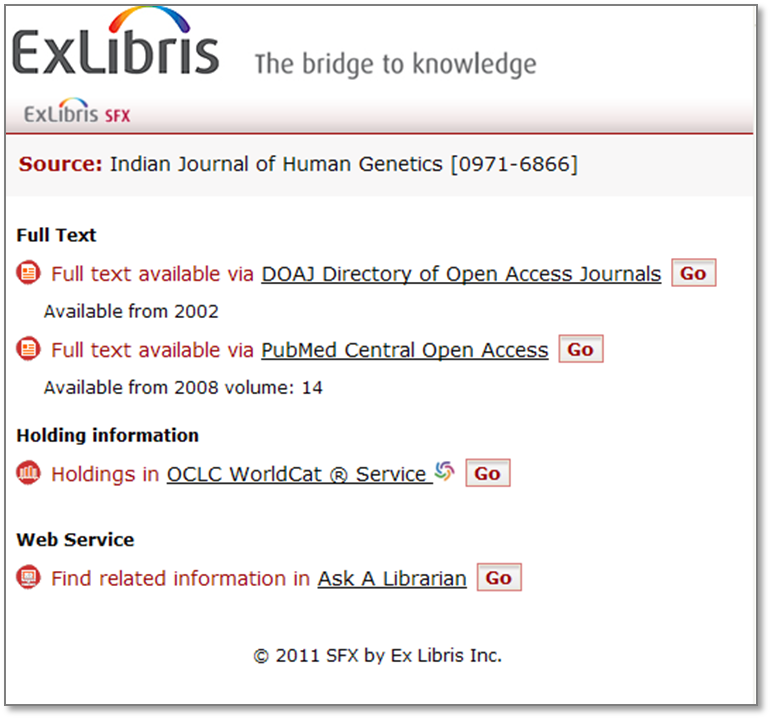 ExLibris The bridge to knowledge
ExLibris SFX
Source: Indian Journal of Human Genetics [0971-6866]
Full Text
Full text available via DOAJ Directory of Open Access Journals Go
Available from 2002
Full text available via PubMed Central Open Access Go
Available from 2008 volume: 14
Holding information
Holdings in OCLC WorldCat ® Service Go
Web Service
Find related information in Ask A Librarian Go
© 2011 SFX by Ex Libris Inc.